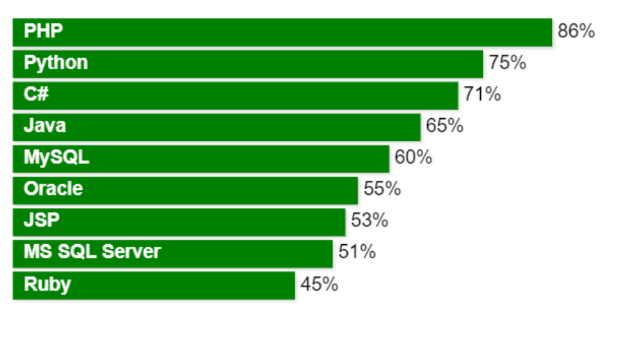 PHP 86%
Python 75%
C# 71%
Java 65%
MySQL 60%
Oracle 55%
JSP 53%
MS SQL Server 51%
Ruby 45%